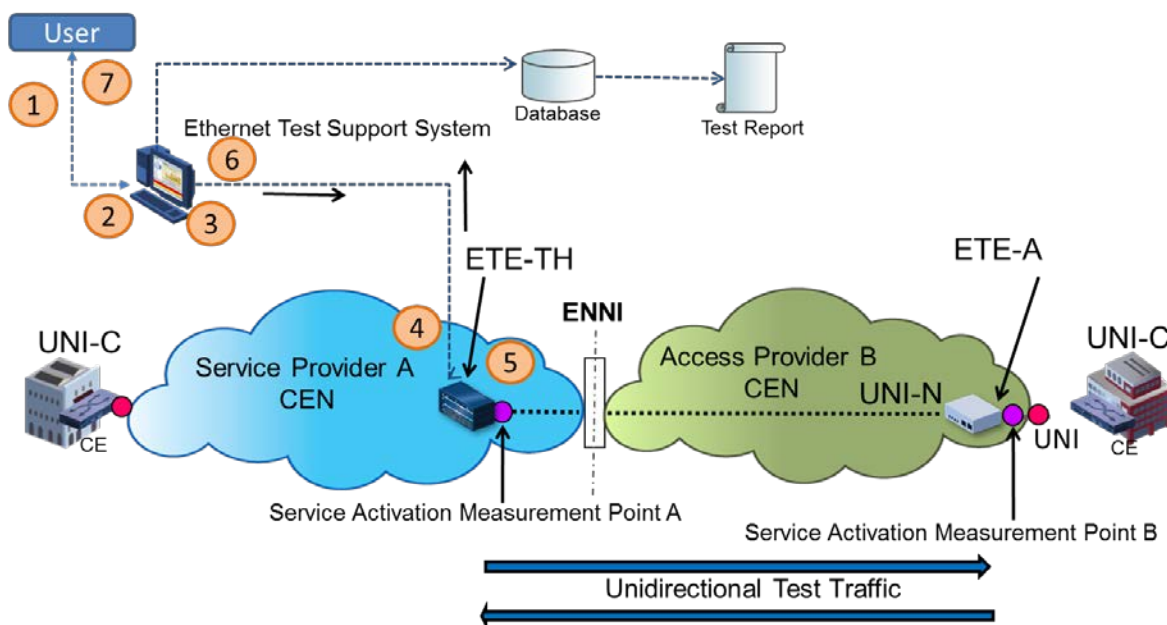 User
1
7
Database
Test Report
Ethernet Test Support System
6
2
3
ETE-TH
ETE-A
ENNI
4
5
UNI-C
CE
Service Provider A
CEN
Access Provider B
CEN
UNI-N
UNI-C
UNI
CE
Service Activation Measurement Point A
Service Activation Measurement Point B
Unidirectional Test Traffic